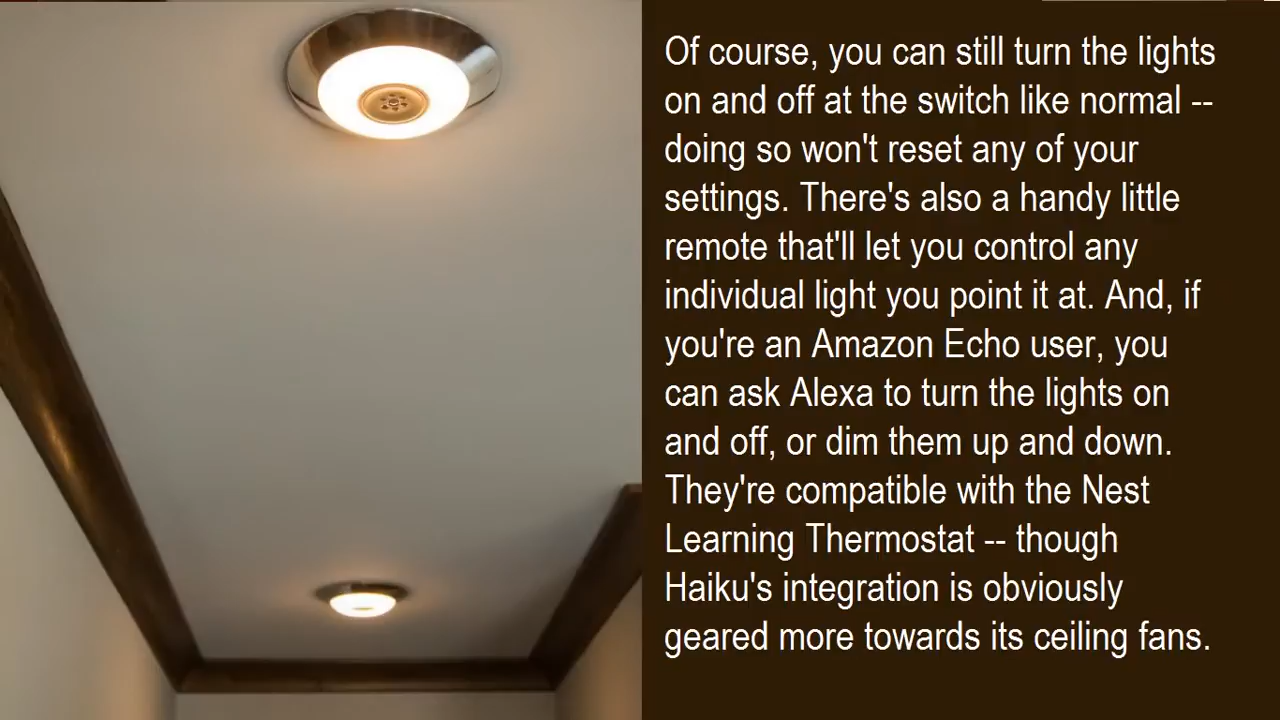 Of course, you can still turn the lights
on and off at the switch like normal --
doing so won't reset any of your
settings. There's also a handy little
remote that'll let you control any
individual light you point it at. And, if
you're an Amazon Echo user, you
can ask Alexa to turn the lights on
and off, or dim them up and down.
They're compatible with the Nest
Learning Thermostat -- though
Haiku's integration is obviously
geared more towards its ceiling fans.